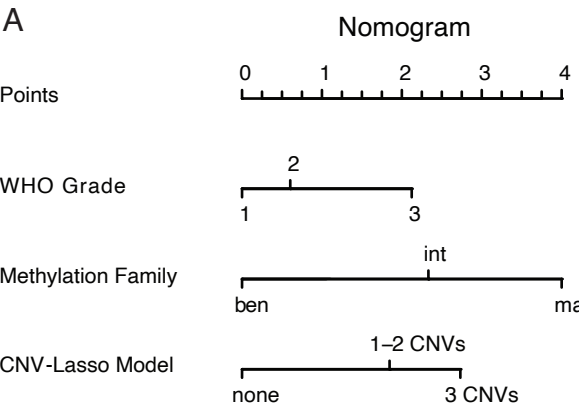 A
Nomogram
Points
0 1 2 3 4
WHO Grade
2
1 3
Methylation Family
int
ben ma
CNV-Lasso Model
1–2 CNVs
none 3 CNVs